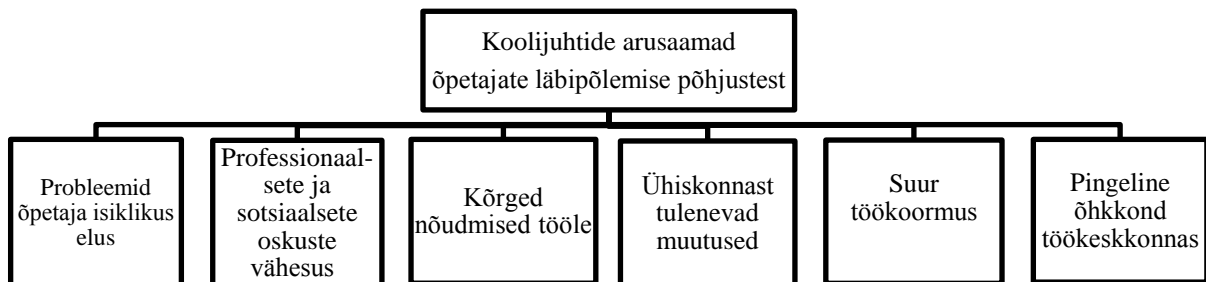 Koolijuhtide arusaamad
õpetajate läbipõlemise põhjustest
Probleemid
õpetaja isiklikus
elus
Professionaal-
sete ja
sotsiaalsete
oskuste
vähesus
Kõrged
nõudmised tööle
Ühiskonnast
tulenevad
muutused
Suur
töökoormus
Pingeline
õhkkond
töökeskkonnas